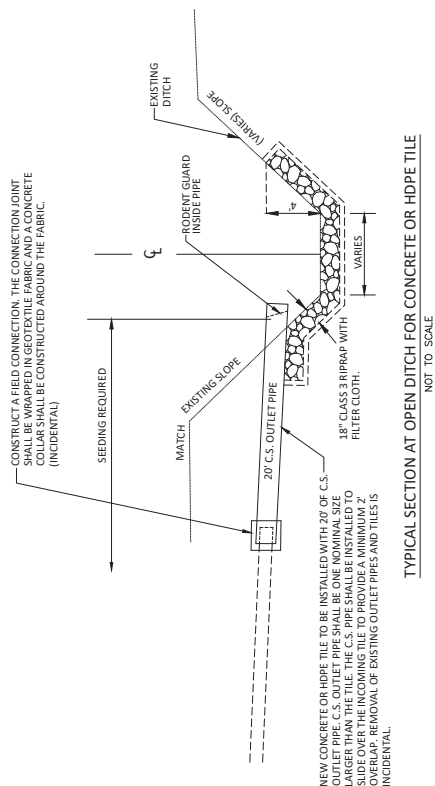 CONSTRUCT A FIELD CONNECTION. THE CONNECTION JOINT
SHALL BE WRAPPED IN GEOTEXTILE FABRIC AND A CONCRETE
COLLAR SHALL BE CONSTRUCTED AROUND THE FABRIC.
(INCIDENTAL)
SEEDING REQUIRED
℄
EXISTING
DITCH
(VARIES) SLOPE
RODENT GUARD
INSIDE PIPE
MATCH
EXISTING SLOPE
4'
20' C.S. OUTLET PIPE
VARIES
18" CLASS 3 RIPRAP WITH
FILTER CLOTH.
NEW CONCRETE OR HDPE TILE TO BE INSTALLED WITH 20' OF C.S.
OUTLET PIPE. C.S. OUTLET PIPE SHALL BE ONE NOMINAL SIZE
LARGER THAN THE TILE. THE C.S. PIPE SHALL BE INSTALLED TO
SLIDE OVER THE INCOMING TILE TO PROVIDE A MINIMUM 2'
OVERLAP. REMOVAL OF EXISTING OUTLET PIPES AND TILES IS
INCIDENTAL.
TYPICAL SECTION AT OPEN DITCH FOR CONCRETE OR HDPE TILE
NOT TO SCALE